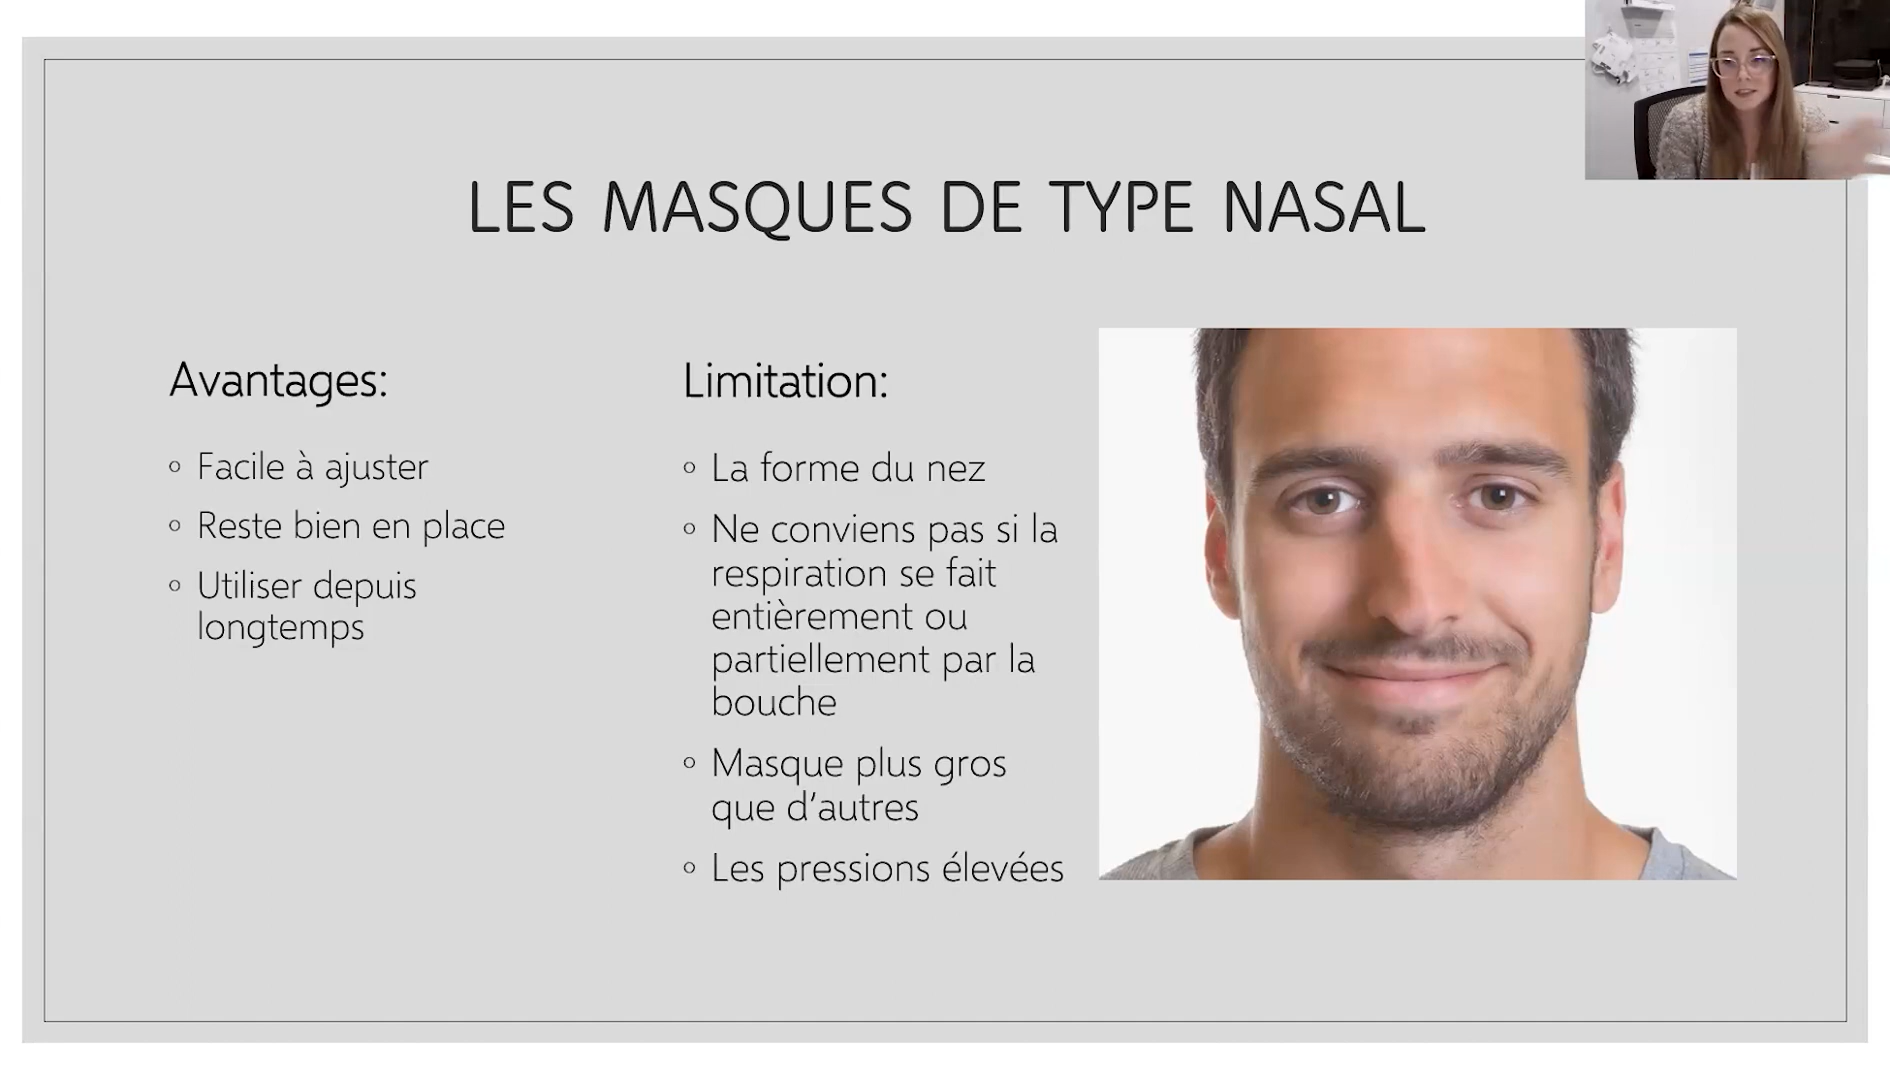 LES MASQUES DE TYPE NASAL
Avantages:
◦ Facile à ajuster
◦ Reste bien en place
◦ Utiliser depuis
longtemps
Limitation:
◦ La forme du nez
◦ Ne conviens pas si la
respiration se fait
entièrement ou
partiellement par la
bouche
◦ Masque plus gros
que d’autres
◦ Les pressions élevées